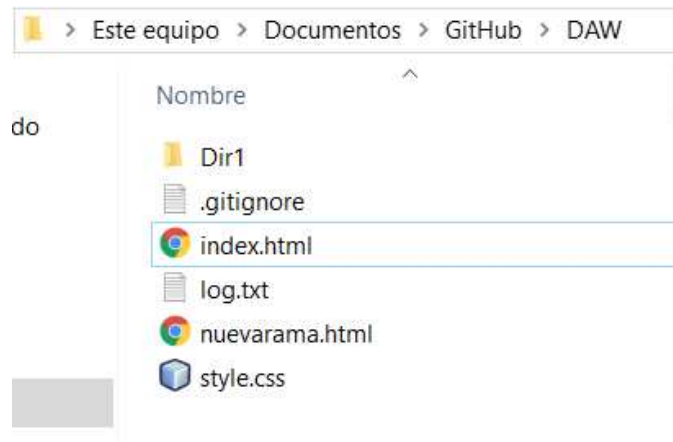 > Este equipo > Documentos > GitHub > DAW
Nombre
do
Dir1
.gitignore
index.html
log.txt
nuevarama.html
style.css